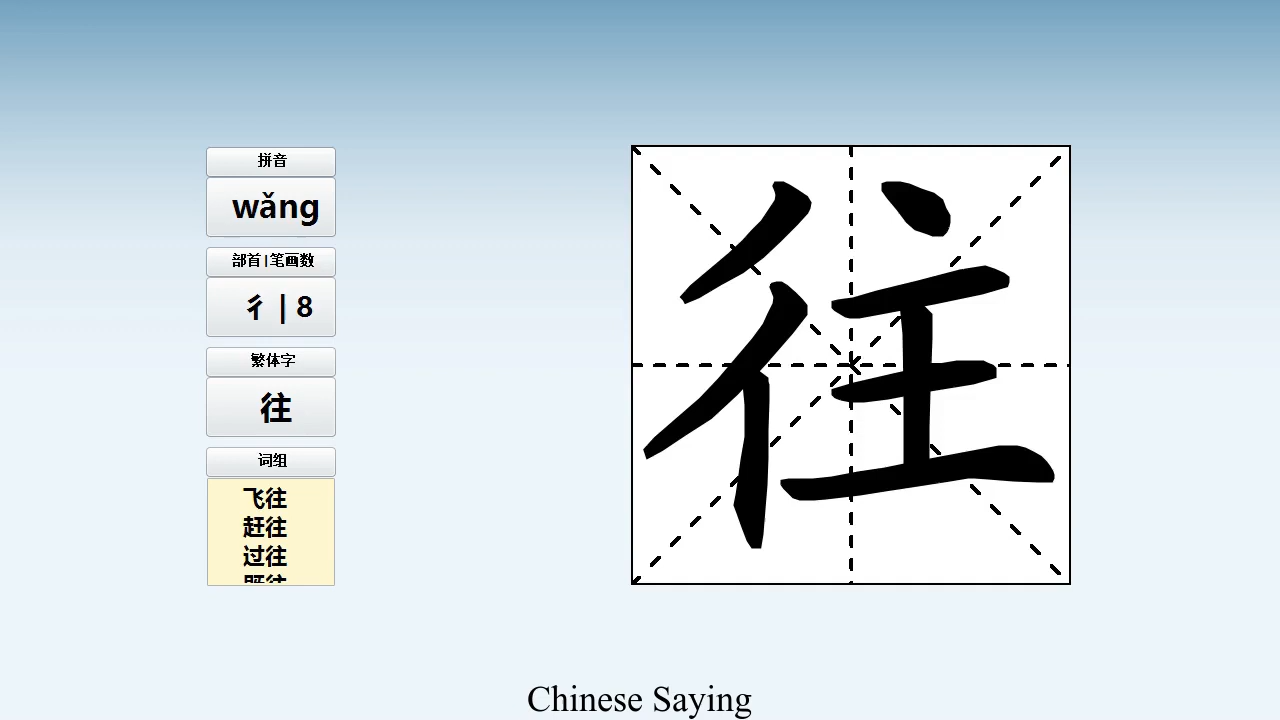 拼音
wǎng
部首|笔画数
彳 | 8
繁体字
往
词组
飞往
赶往
过往
往
Chinese Saying